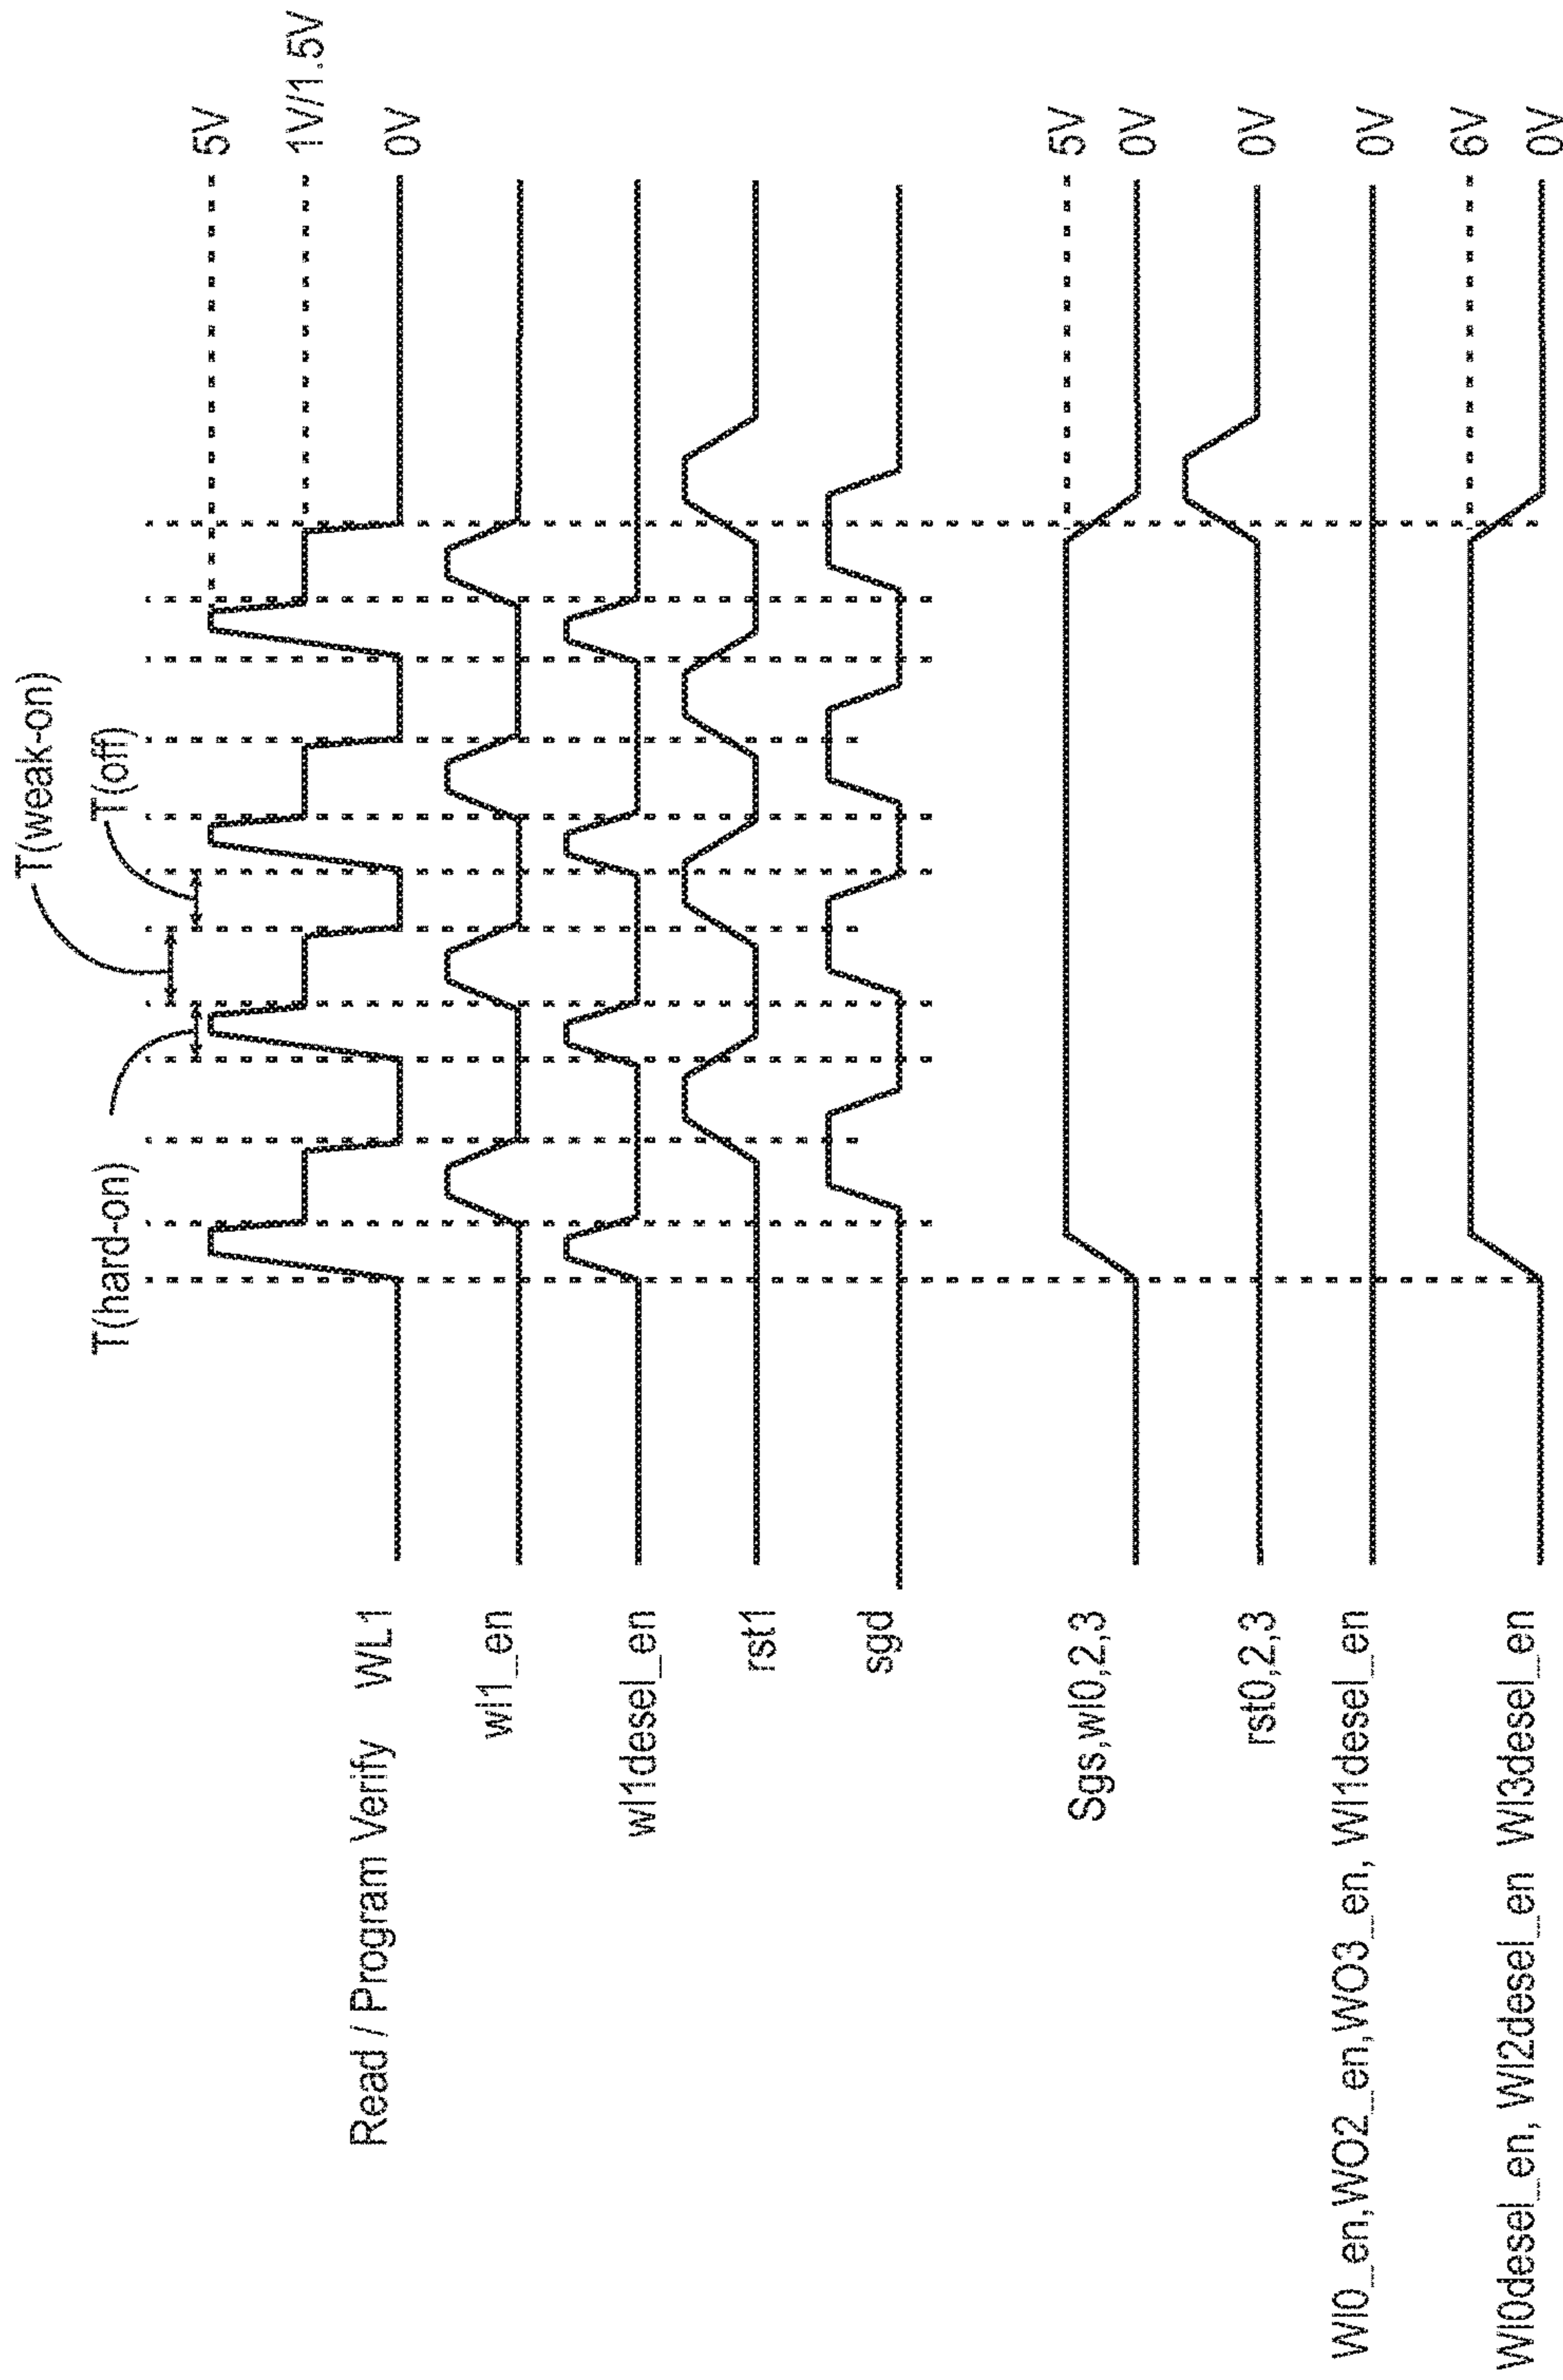 T(weak-on)
T(hard-on)
T(off)
5V
1V/1.5V
Read / Program Verify WL1
0V
wl1_en
wl1desel_en
rst1
sgd
5V
Sgs,wl0,2,3
0V
rst0,2,3
0V
Wl0_en,WO2_en,WO3_en, Wl1desel_en
0V
6V
Wl0desel_en, Wl2desel_en Wl3desel_en
0V